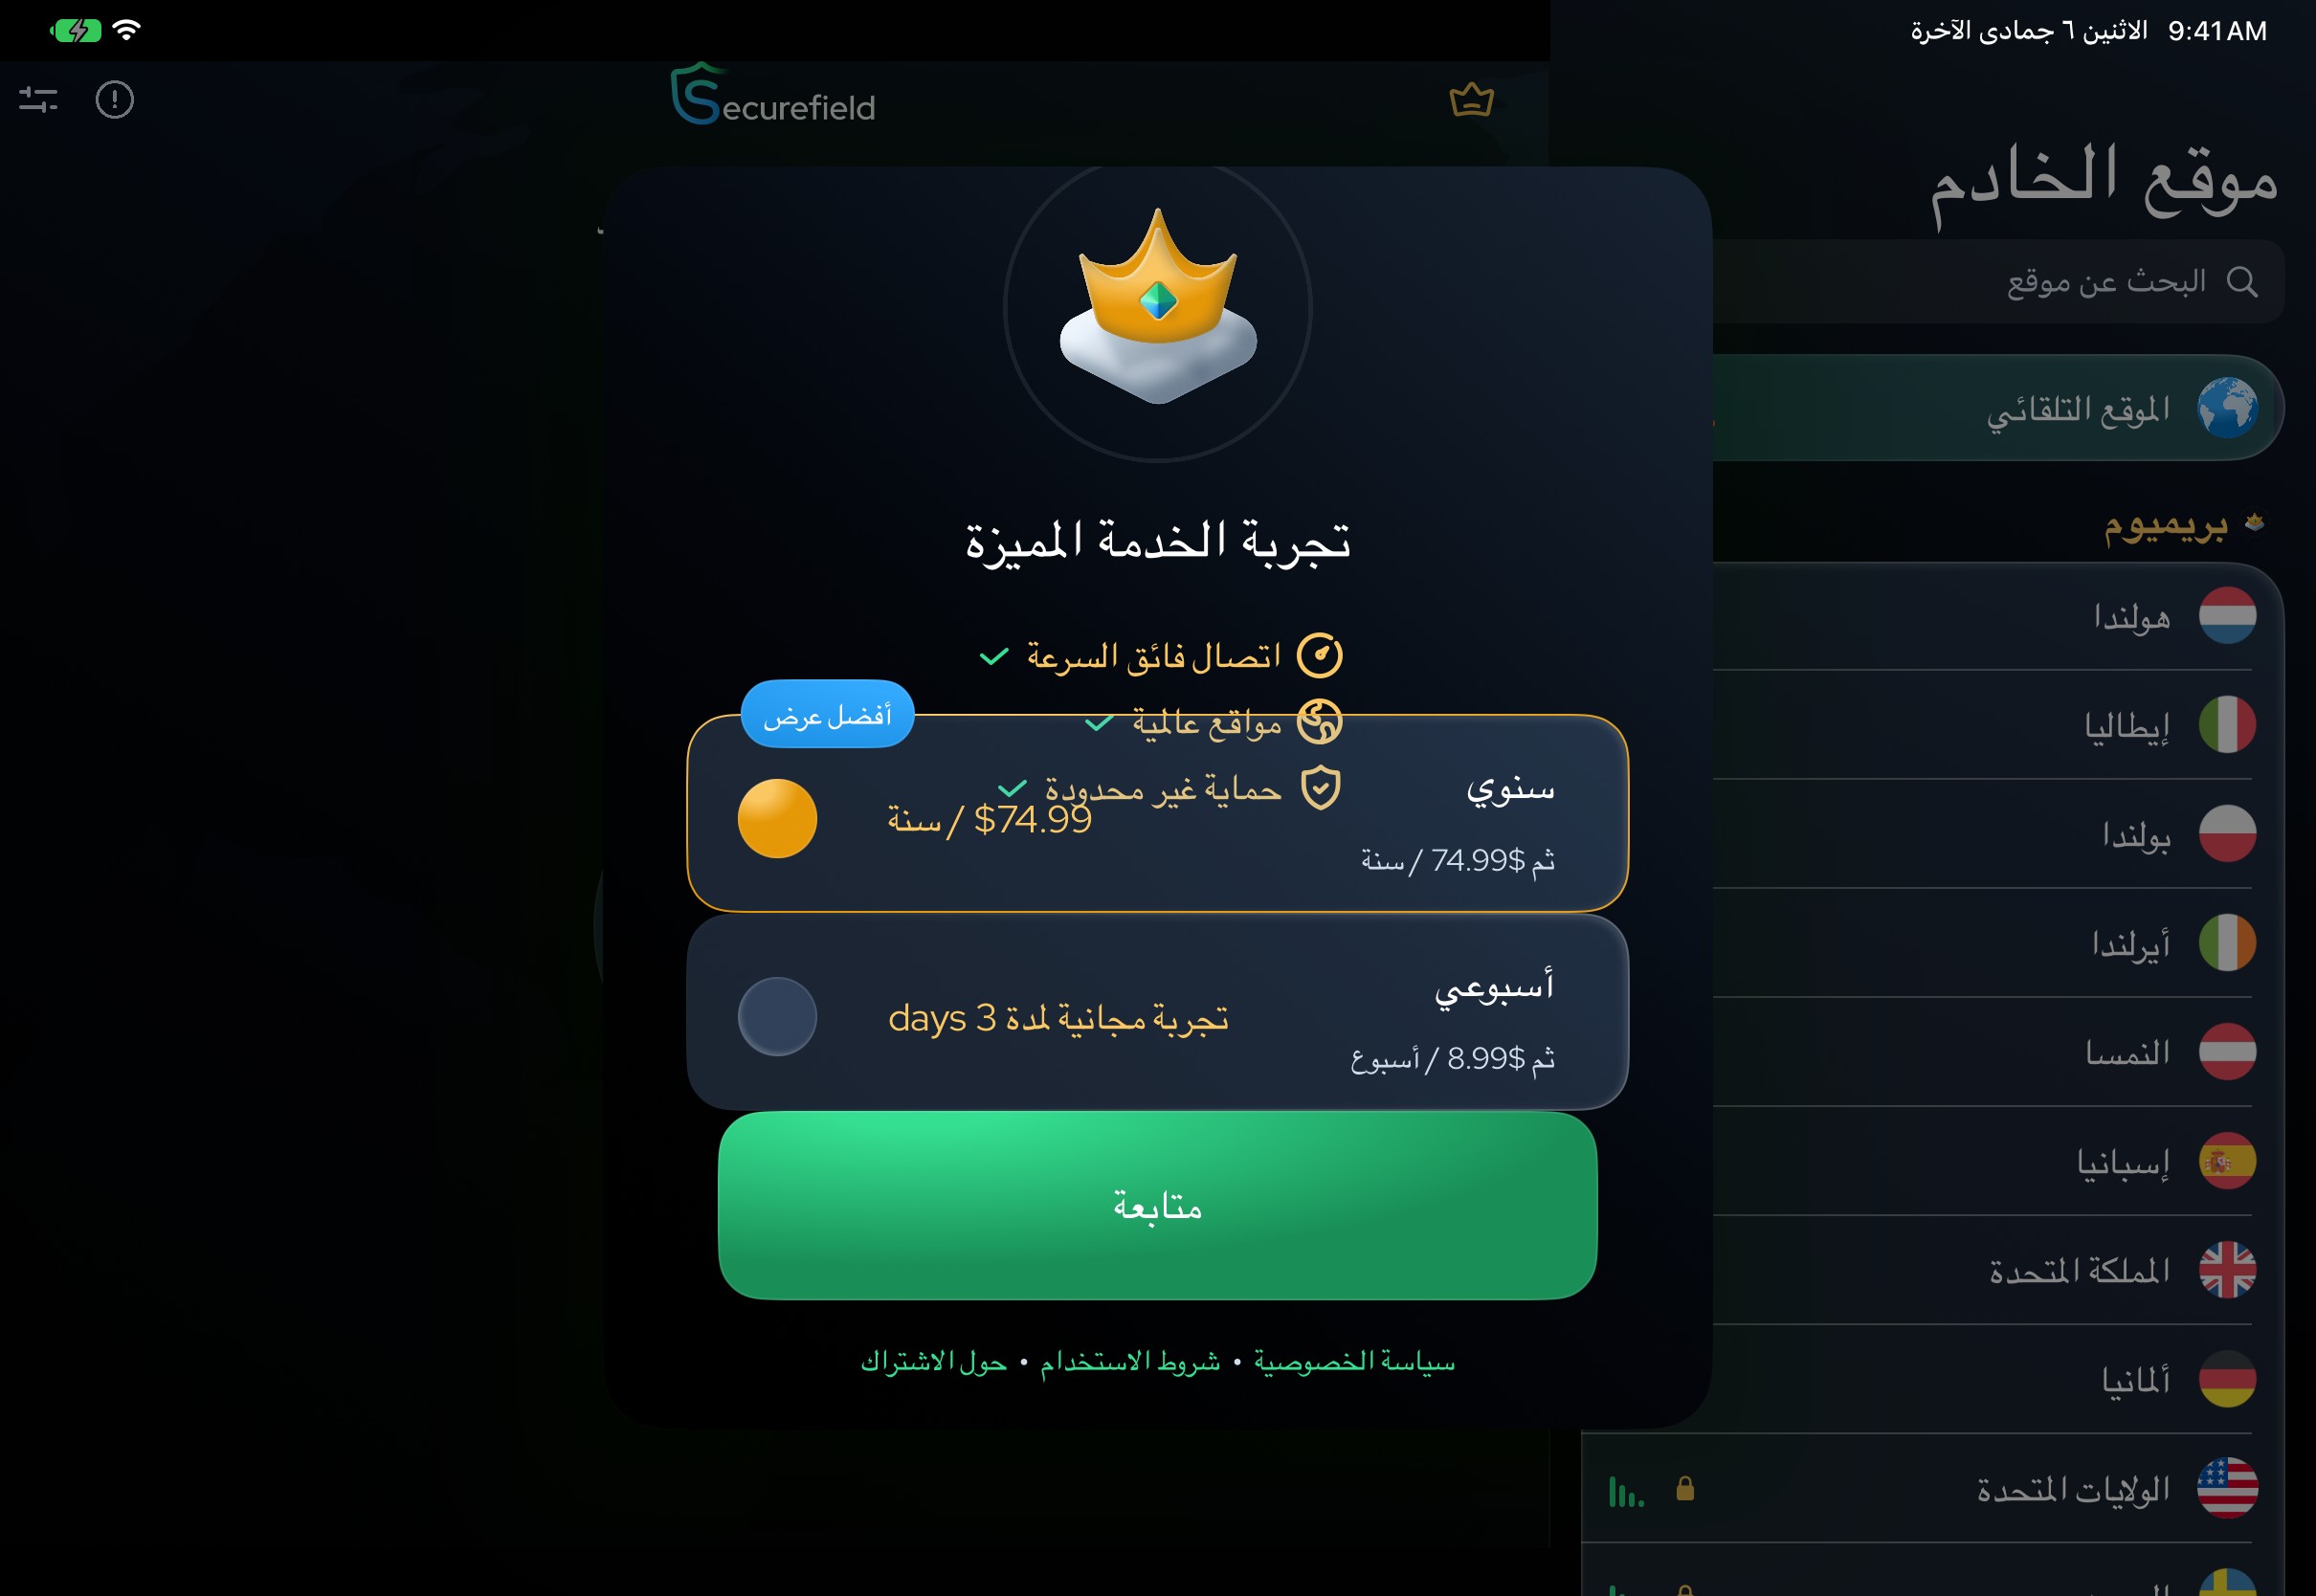 9:41AM الاثنين ٦ جمادى الآخرة
Securefield
موقع الخادم
البحث عن موقع
الموقع التلقائي
بريميوم
هولندا
إيطاليا
بولندا
أيرلندا
النمسا
إسبانيا
المملكة المتحدة
ألمانيا
الولايات المتحدة
تجربة الخدمة المميزة
اتصال فائق السرعة
مواقع عالمية
حماية غير محدودة
أفضل عرض
سنوي
$74.99 / سنة
ثم $74.99 / سنة
أسبوعي
تجربة مجانية لمدة 3 days
ثم $8.99 / أسبوع
متابعة
سياسة الخصوصية • شروط الاستخدام • حول الاشتراك